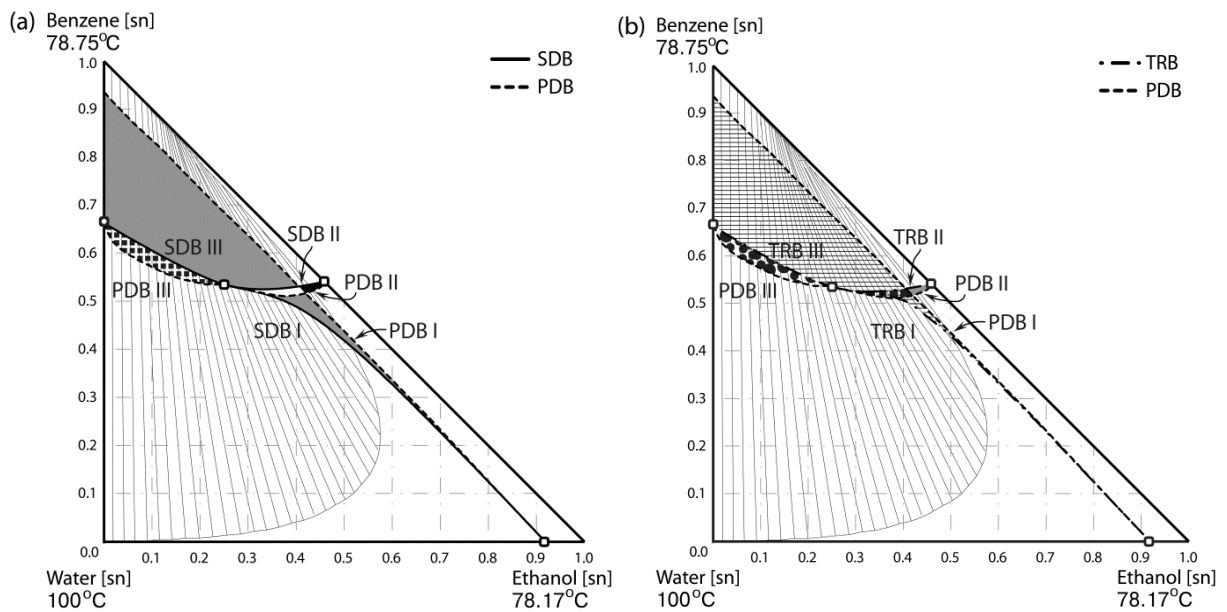 (a)
Benzene [sn]
78.75°C
SDB
PDB
1.0
0.9
0.8
0.7
0.6
0.5
0.4
0.3
0.2
0.1
0.0
SDB III
SDB II
PDB III
PDB II
SDB I
PDB I
0.1
0.2
0.3
0.4
0.5
0.6
0.7
0.8
0.9
1.0
Water [sn]
100°C
Ethanol [sn]
78.17°C
(b)
Benzene [sn]
78.75°C
TRB
PDB
1.0
0.9
0.8
0.7
0.6
0.5
0.4
0.3
0.2
0.1
0.0
TRB III
TRB II
PDB III
PDB II
TRB I
PDB I
0.1
0.2
0.3
0.4
0.5
0.6
0.7
0.8
0.9
1.0
Water [sn]
100°C
Ethanol [sn]
78.17°C